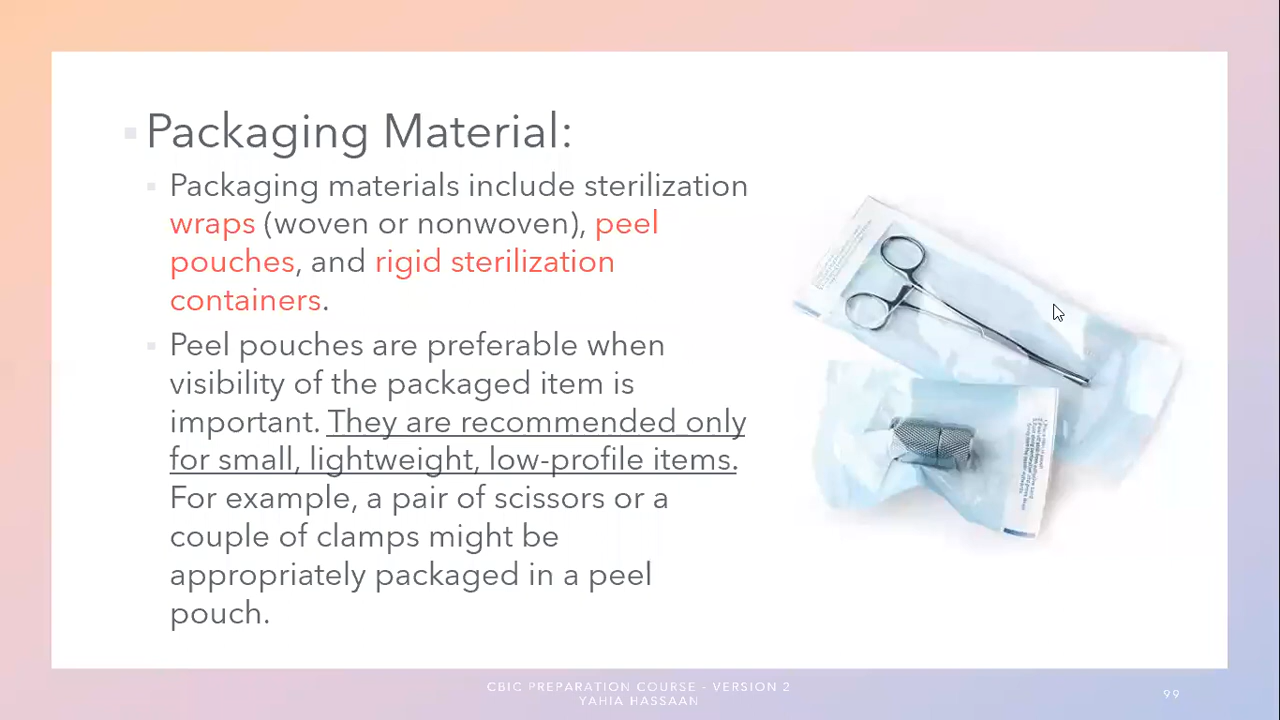 Packaging Material:
Packaging materials include sterilization
wraps (woven or nonwoven), peel
pouches, and rigid sterilization
containers.
Peel pouches are preferable when
visibility of the packaged item is
important. They are recommended only
for small, lightweight, low-profile items.
For example, a pair of scissors or a
couple of clamps might be
appropriately packaged in a peel
pouch.
CBIC PREPARATION COURSE - VERSION 2
YAHIA HASSAAN
99